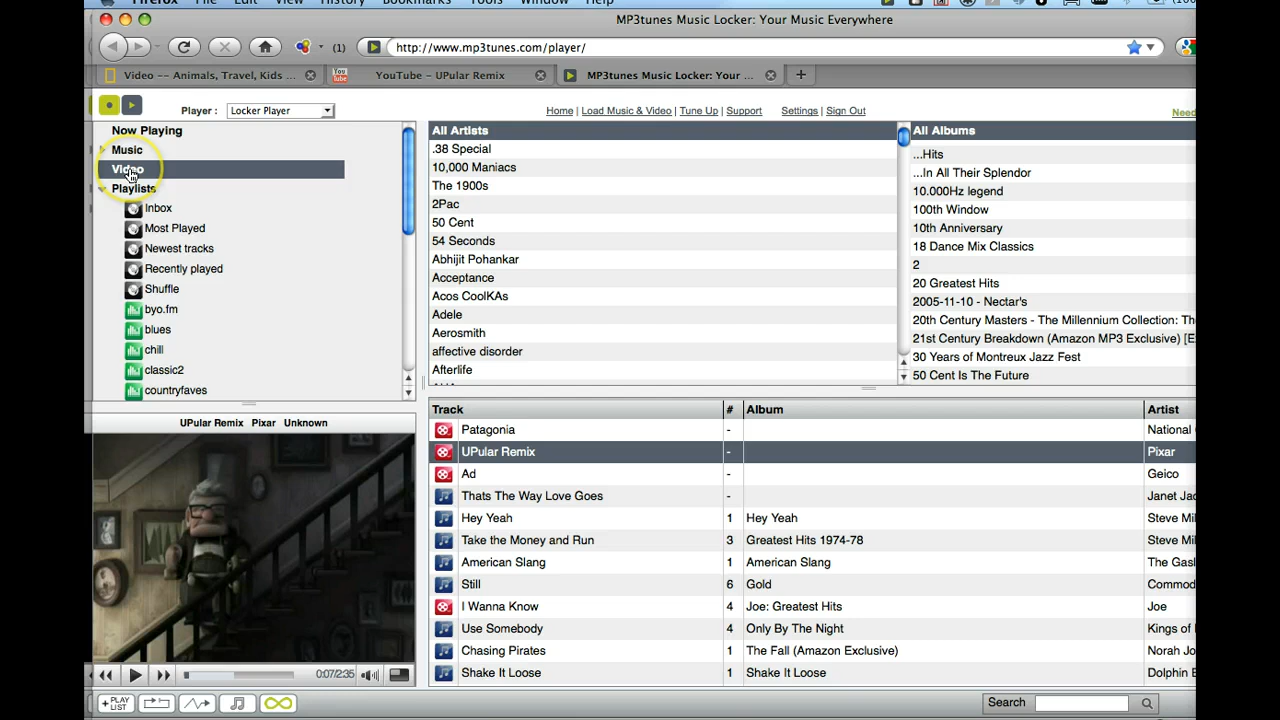 Firefox File Edit View History Bookmarks Tools Window Help
MP3tunes Music Locker: Your Music Everywhere
(1) http://www.mp3tunes.com/player/
Video -- Animals, Travel, Kids ... YouTube - UPular Remix MP3tunes Music Locker: Your ...
Player : Locker Player Home | Load Music & Video | Tune Up | Support Settings | Sign Out Need
Now Playing
Music
Video
Playlists
Inbox
Most Played
Newest tracks
Recently played
Shuffle
byo.fm
blues
chill
classic2
countryfaves
All Artists
.38 Special
10,000 Maniacs
The 1900s
2Pac
50 Cent
54 Seconds
Abhijit Pohankar
Acceptance
Acos CoolKAs
Adele
Aerosmith
affective disorder
Afterlife
All Albums
...Hits
...In All Their Splendor
10.000Hz legend
100th Window
10th Anniversary
18 Dance Mix Classics
2
20 Greatest Hits
2005-11-10 - Nectar's
20th Century Masters - The Millennium Collection: Th
21st Century Breakdown (Amazon MP3 Exclusive) [E
30 Years of Montreux Jazz Fest
50 Cent Is The Future
UPular Remix Pixar Unknown
0:07/2:35
Track # Album Artist
Patagonia - National
UPular Remix - Pixar
Ad - Geico
Thats The Way Love Goes - Janet Jac
Hey Yeah 1 Hey Yeah Steve Mil
Take the Money and Run 3 Greatest Hits 1974-78 Steve Mil
American Slang 1 American Slang The Gasl
Still 6 Gold Commod
I Wanna Know 4 Joe: Greatest Hits Joe
Use Somebody 4 Only By The Night Kings of
Chasing Pirates 1 The Fall (Amazon Exclusive) Norah Jo
Shake It Loose 1 Shake It Loose Dolphin
+PLAY
LIST
Search